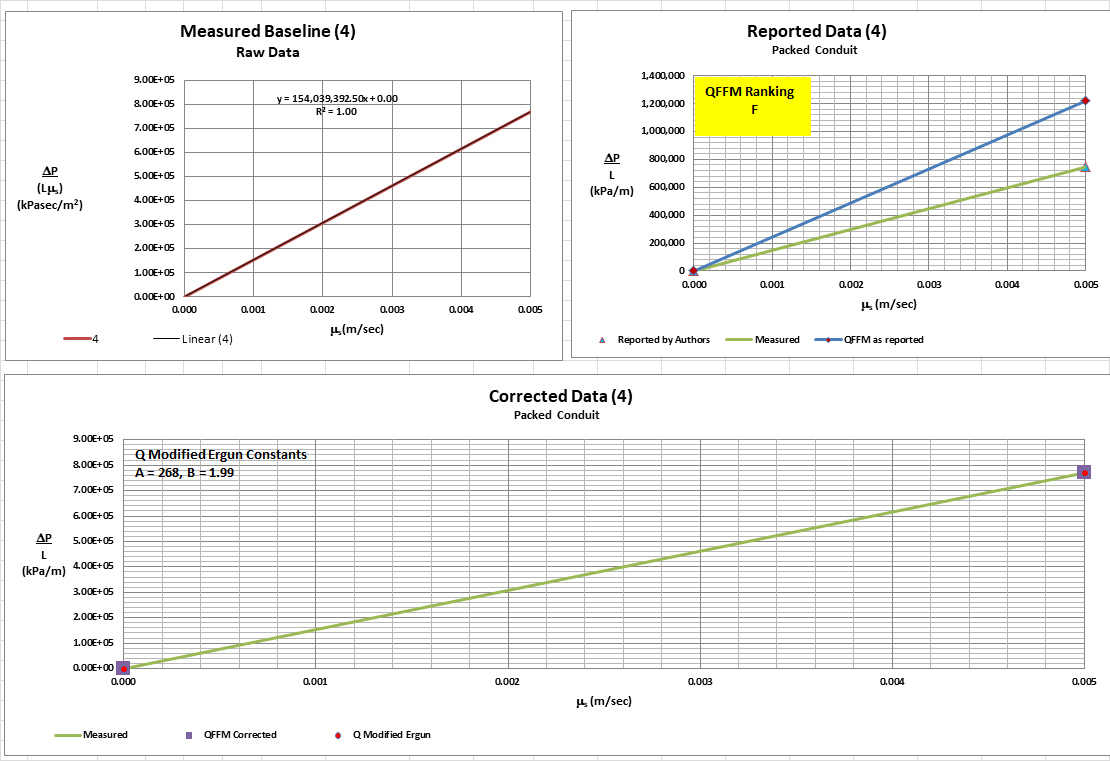 Measured Baseline (4)
Raw Data
y = 154,039,392.50x + 0.00
R² = 1.00
9.00E+05
8.00E+05
7.00E+05
6.00E+05
5.00E+05
4.00E+05
3.00E+05
2.00E+05
1.00E+05
0.00E+00
ΔP
(Lμs)
(kPasec/m²)
0.000 0.001 0.002 0.003 0.004 0.005
μs(m/sec)
4 Linear (4)
Reported Data (4)
Packed Conduit
QFFM Ranking
F
1,400,000
1,200,000
1,000,000
800,000
600,000
400,000
200,000
0
ΔP
L
(kPa/m)
0.000 0.001 0.002 0.003 0.004 0.005
μs (m/sec)
Reported by Authors Measured QFFM as reported
Corrected Data (4)
Packed Conduit
Q Modified Ergun Constants
A = 268, B = 1.99
9.00E+05
8.00E+05
7.00E+05
6.00E+05
5.00E+05
4.00E+05
3.00E+05
2.00E+05
1.00E+05
0.00E+00
ΔP
L
(kPa/m)
0.000 0.001 0.002 0.003 0.004 0.005
μs (m/sec)
Measured QFFM Corrected Q Modified Ergun